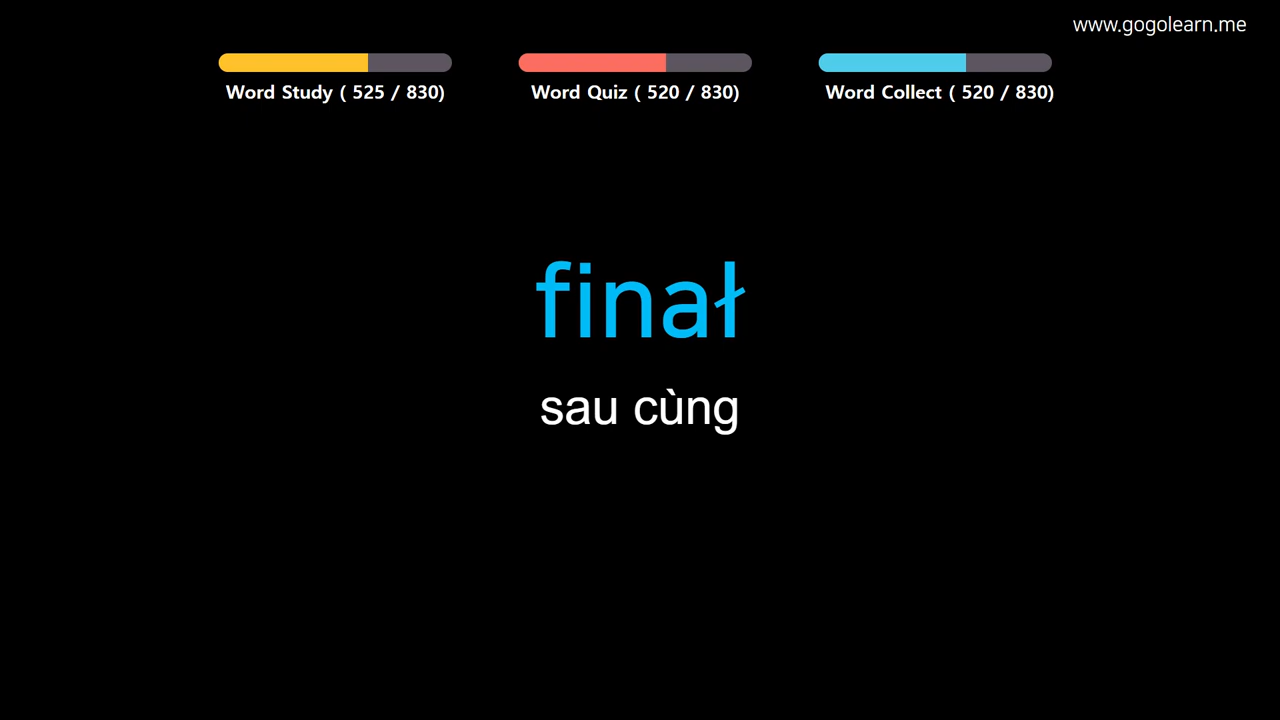 www.gogolearn.me
Word Study ( 525 / 830)
Word Quiz ( 520 / 830)
Word Collect ( 520 / 830)
finał
sau cùng